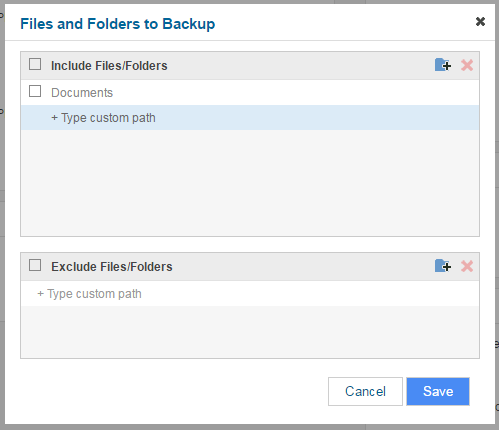 Files and Folders to Backup
Include Files/Folders
Documents
+ Type custom path
Exclude Files/Folders
+ Type custom path
Cancel
Save